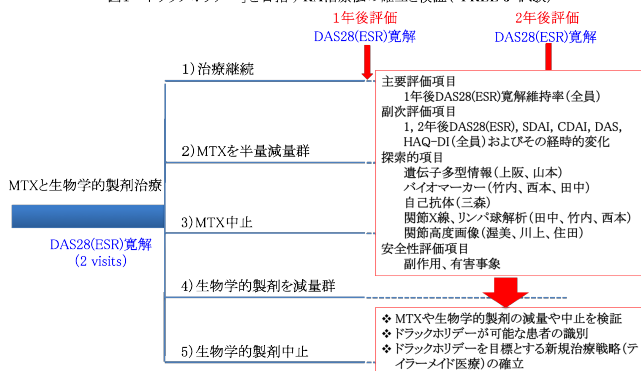 1年後評価
DAS28(ESR)寛解
2年後評価
DAS28(ESR)寛解
1)治療継続
2)MTXを半量減量群
MTXと生物学的製剤治療
3)MTX中止
DAS28(ESR)寛解
(2 visits)
4)生物学的製剤を減量群
5)生物学的製剤中止
主要評価項目
1年後DAS28(ESR)寛解維持率(全員)
副次評価項目
1, 2年後DAS28(ESR), SDAI, CDAI, DAS,
HAQ-DI(全員)およびその経時的変化
探索的項目
遺伝子多型情報(上阪、山本)
バイオマーカー(竹内、西本、田中)
自己抗体(三森)
関節X線、リンパ球解析(田中、竹内、西本)
関節高度画像(渥美、川上、住田)
安全性評価項目
副作用、有害事象
❖ MTXや生物学的製剤の減量や中止を検証
❖ ドラックホリデーが可能な患者の識別
❖ ドラックホリデーを目標とする新規治療戦略(テ
イラーメイド医療)の確立